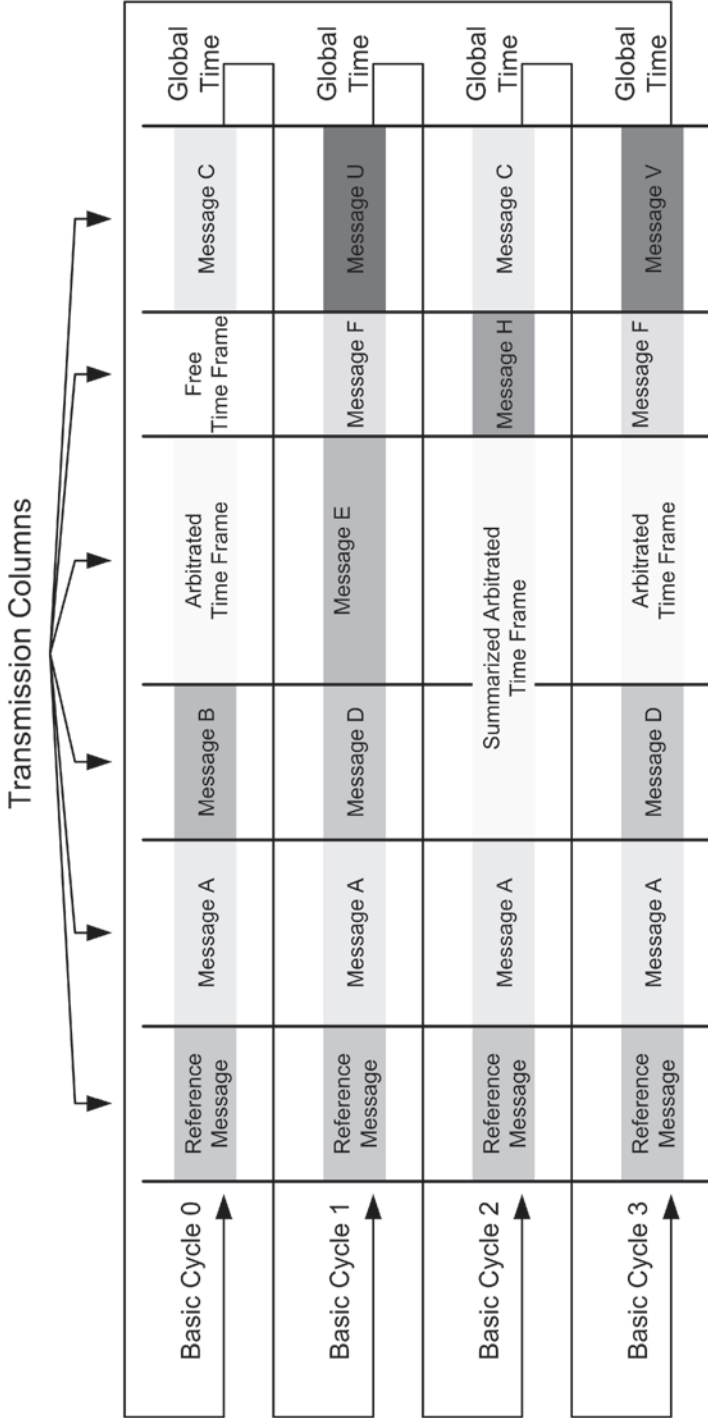 Transmission Columns
Basic Cycle 0
Reference
Message
Message A
Message B
Arbitrated
Time Frame
Free
Time Frame
Message C
Global
Time
Basic Cycle 1
Reference
Message
Message A
Message D
Message E
Message F
Message U
Global
Time
Basic Cycle 2
Reference
Message
Message A
Summarized Arbitrated
Time Frame
Message H
Message C
Global
Time
Basic Cycle 3
Reference
Message
Message A
Message D
Arbitrated
Time Frame
Message F
Message V
Global
Time